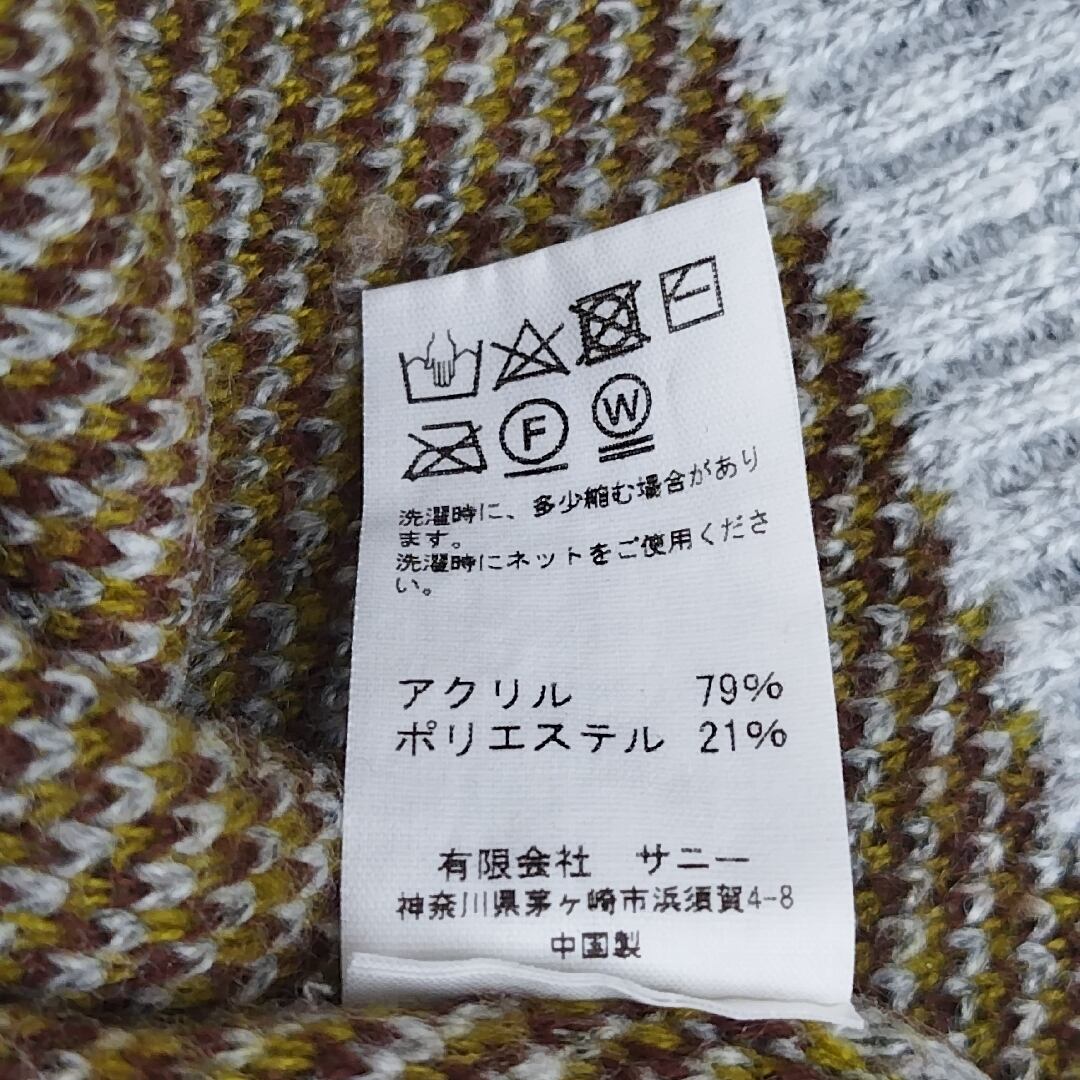 F W
洗濯時に、多少縮む場合があり
ます。
洗濯時にネットをご使用くださ
い。
アクリル 79%
ポリエステル 21%
有限会社 サニー
神奈川県茅ヶ崎市浜須賀4-8
中国製